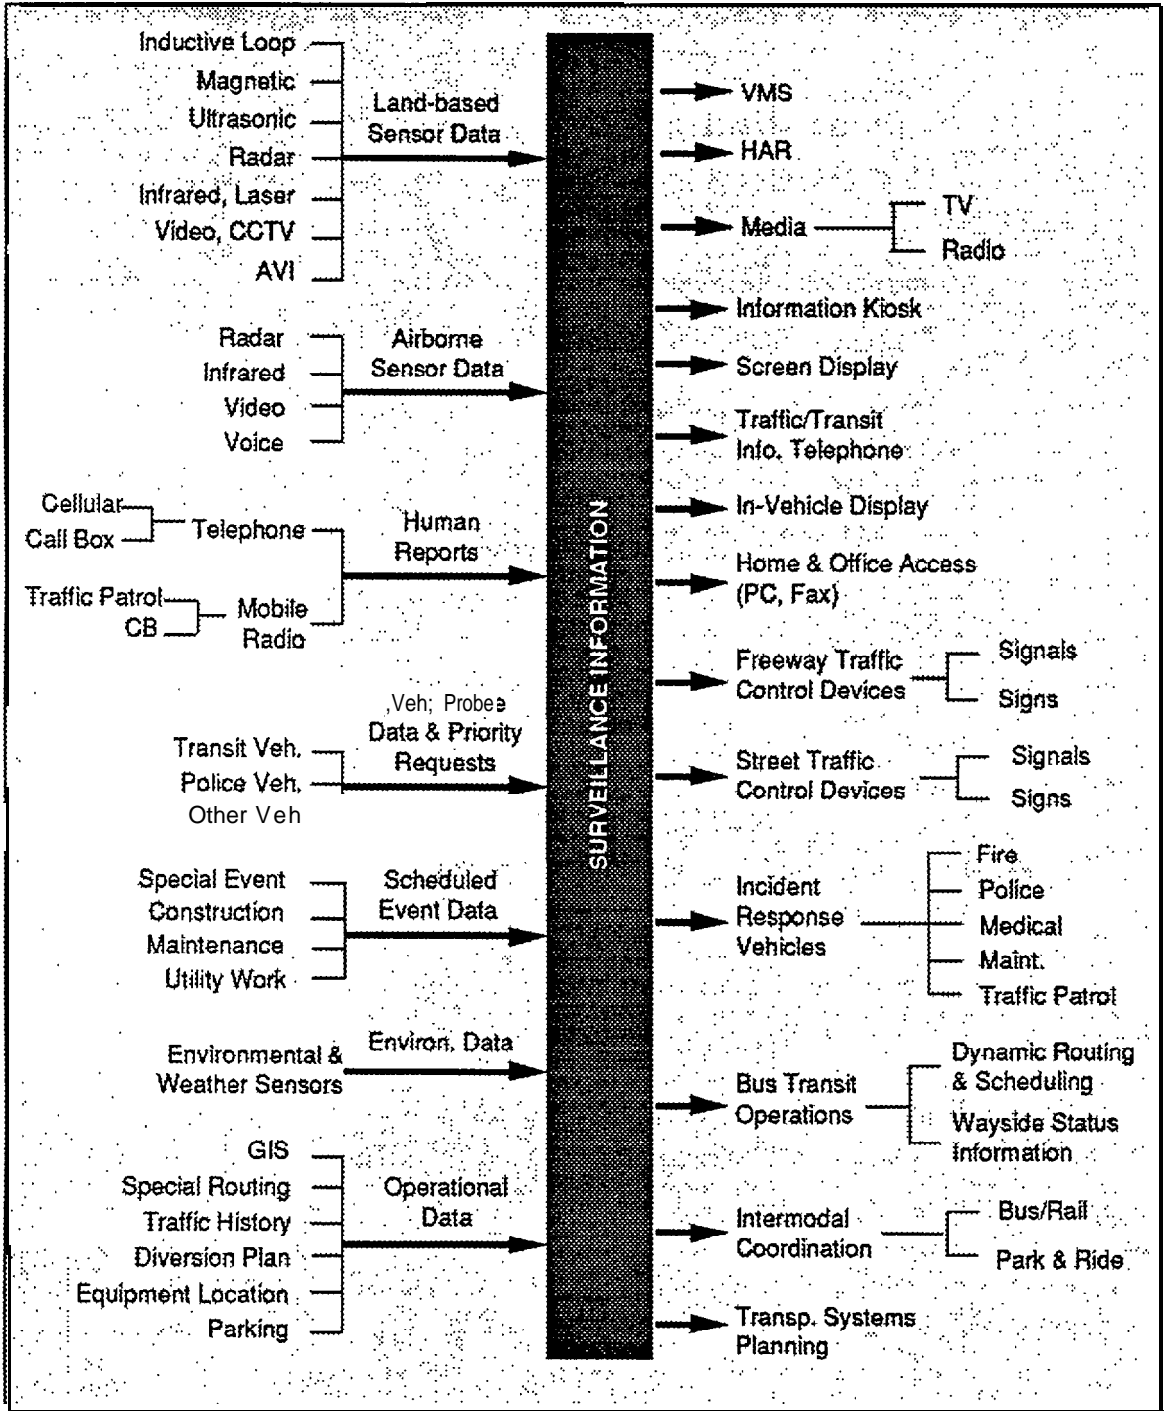 Inductive Loop
Magnetic
Ultrasonic
Radar
Infrared, Laser
Video, CCTV
AVI
Land-based
Sensor Data
Radar
Infrared
Video
Voice
Airborne
Sensor Data
Cellular
Call Box
Telephone
Traffic Patrol
CB
Mobile
Radio
Human
Reports
Transit Veh.
Police Veh.
Other Veh
,Veh; Probee
Data & Priority
Requests
Special Event
Construction
Maintenance
Utility Work
Scheduled
Event Data
Environmental &
Weather Sensors
Environ. Data
GIS
Special Routing
Traffic History
Diversion Plan
Equipment Location
Parking
Operational
Data
SURVEILLANCE INFORMATION
VMS
HAR
Media
TV
Radio
Information Kiosk
Screen Display
Traffic/Transit
Info. Telephone
In-Vehicle Display
Home & Office Access
(PC, Fax)
Freeway Traffic
Control Devices
Signals
Signs
Street Traffic
Control Devices
Signals
Signs
Incident
Response
Vehicles
Fire
Police
Medical
Maint.
Traffic Patrol
Bus Transit
Operations
Dynamic Routing
& Scheduling
Wayside Status
Information
Intermodal
Coordination
Bus/Rail
Park & Ride
Transp. Systems
Planning